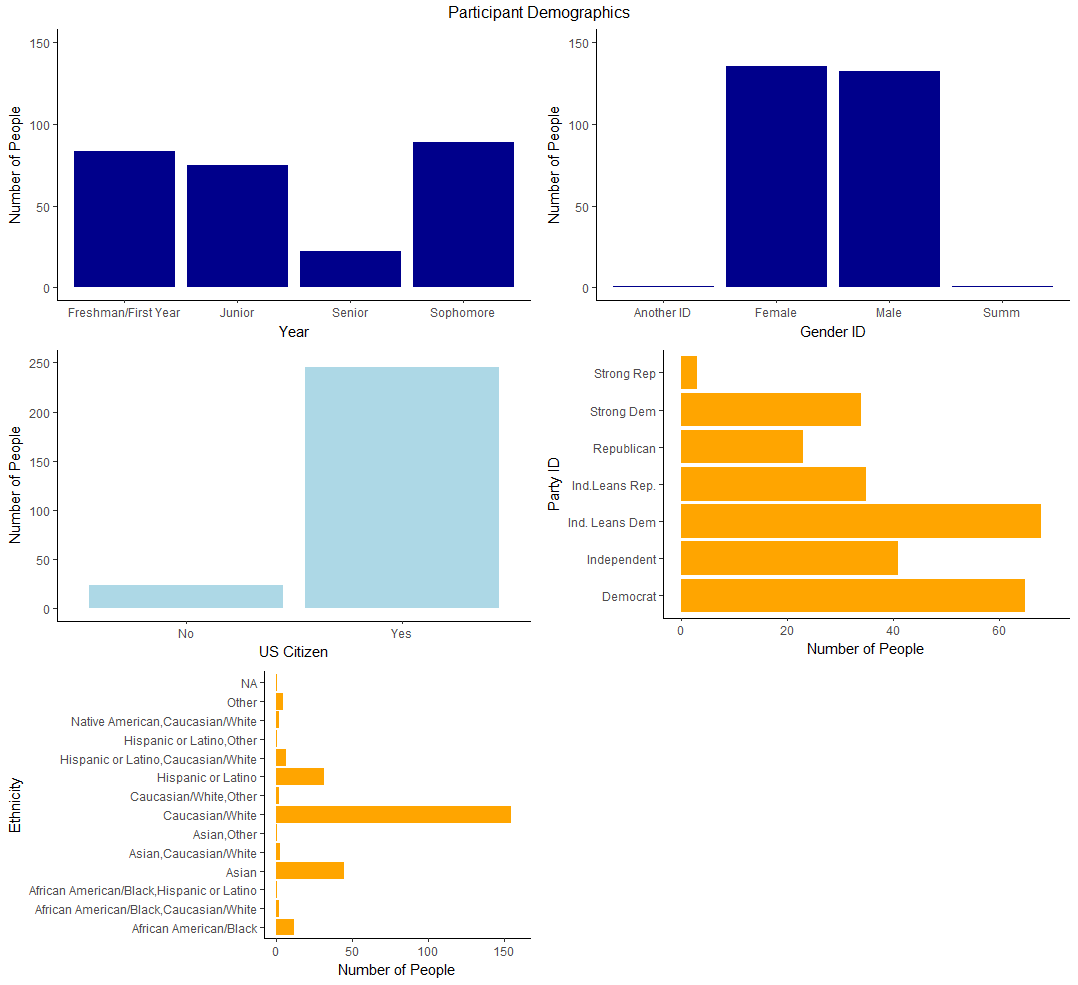 Participant Demographics
150
100
50
0
Number of People
Freshman/First Year Junior Senior Sophomore
Year
150
100
50
0
Number of People
Another ID Female Male Summ
Gender ID
250
200
150
100
50
0
Number of People
No Yes
US Citizen
Strong Rep
Strong Dem
Republican
Ind.Leans Rep.
Ind. Leans Dem
Independent
Democrat
Party ID
0 20 40 60
Number of People
NA
Other
Native American,Caucasian/White
Hispanic or Latino,Other
Hispanic or Latino,Caucasian/White
Hispanic or Latino
Caucasian/White,Other
Caucasian/White
Asian,Other
Asian,Caucasian/White
Asian
African American/Black,Hispanic or Latino
African American/Black,Caucasian/White
African American/Black
Ethnicity
0 50 100 150
Number of People